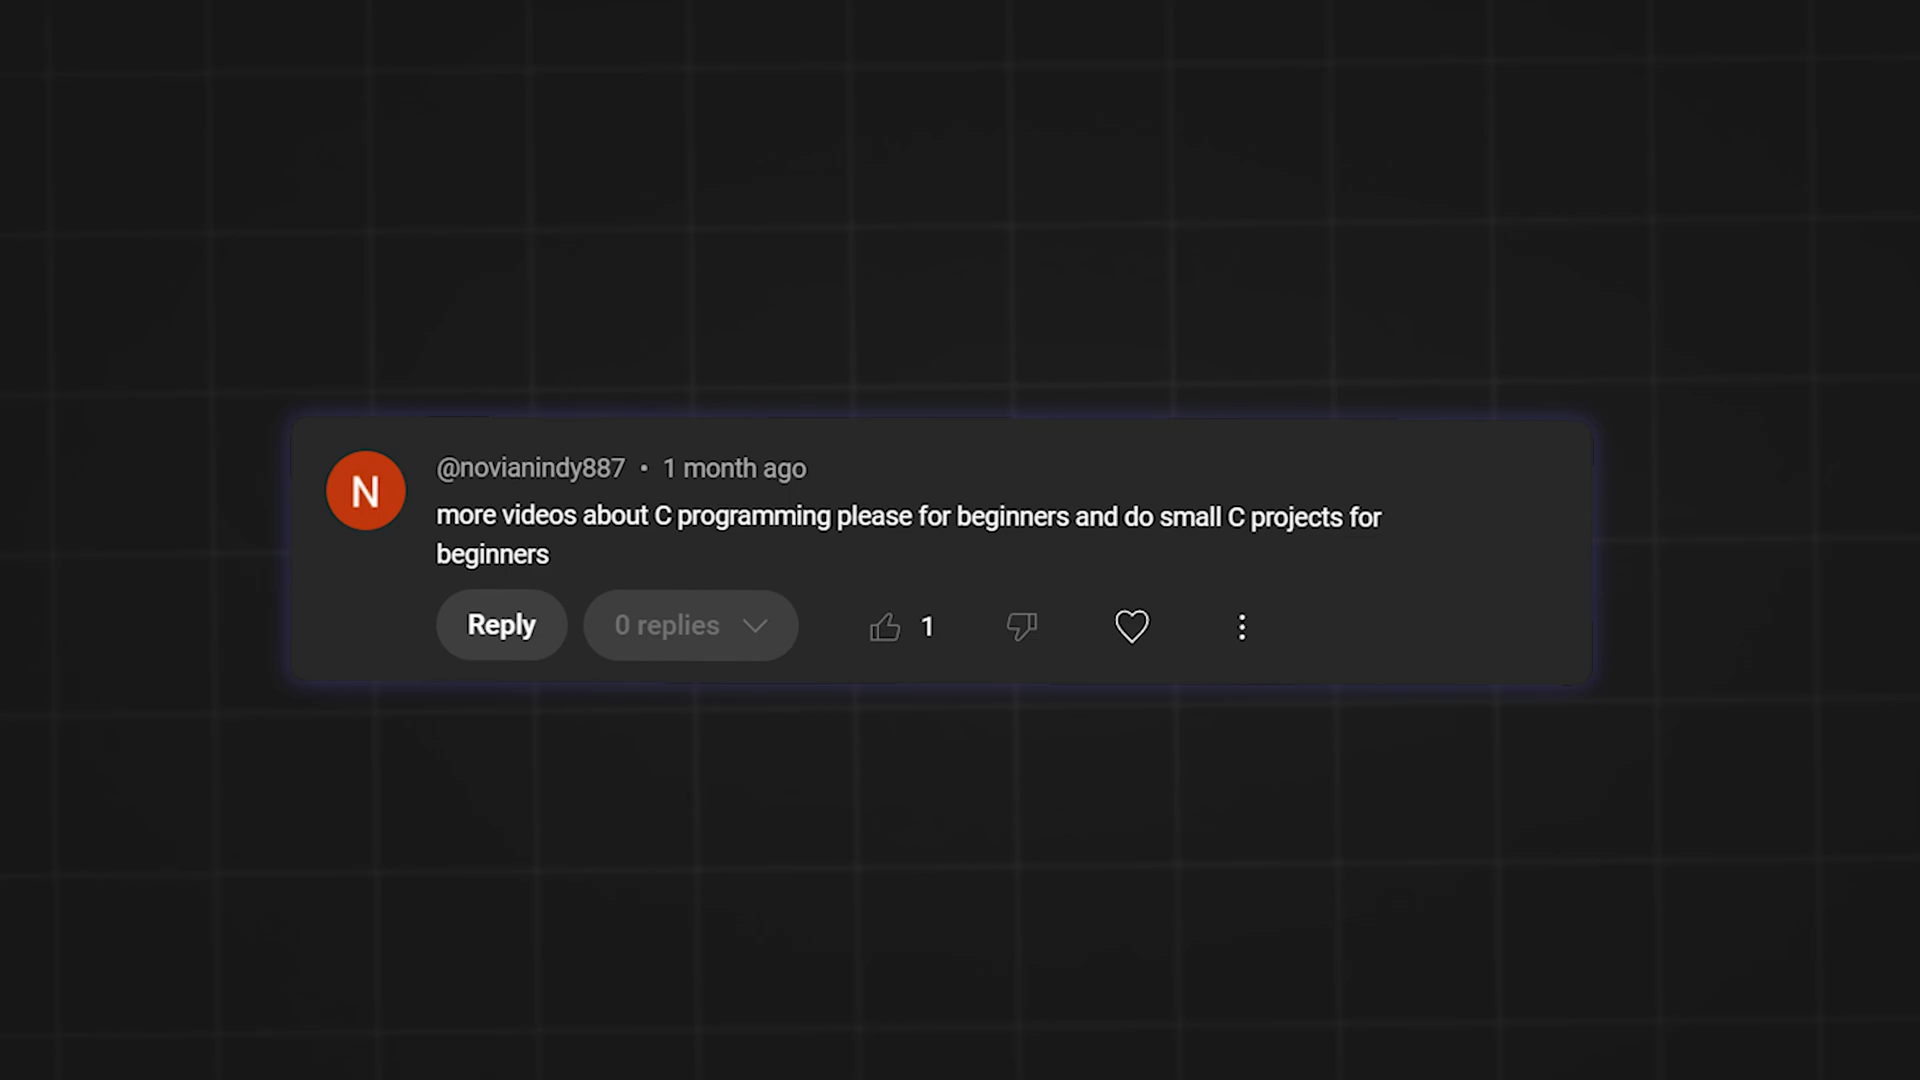 N
@novianindy887 • 1 month ago
more videos about C programming please for beginners and do small C projects for
beginners
Reply
0 replies
1